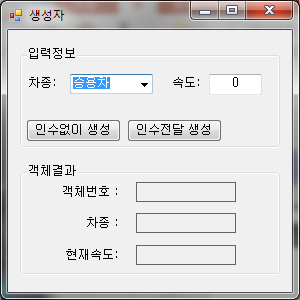 생성자
입력정보
차종: 승용차 속도: 0
인수없이 생성 인수전달 생성
객체결과
객체번호 :
차종 :
현재속도: